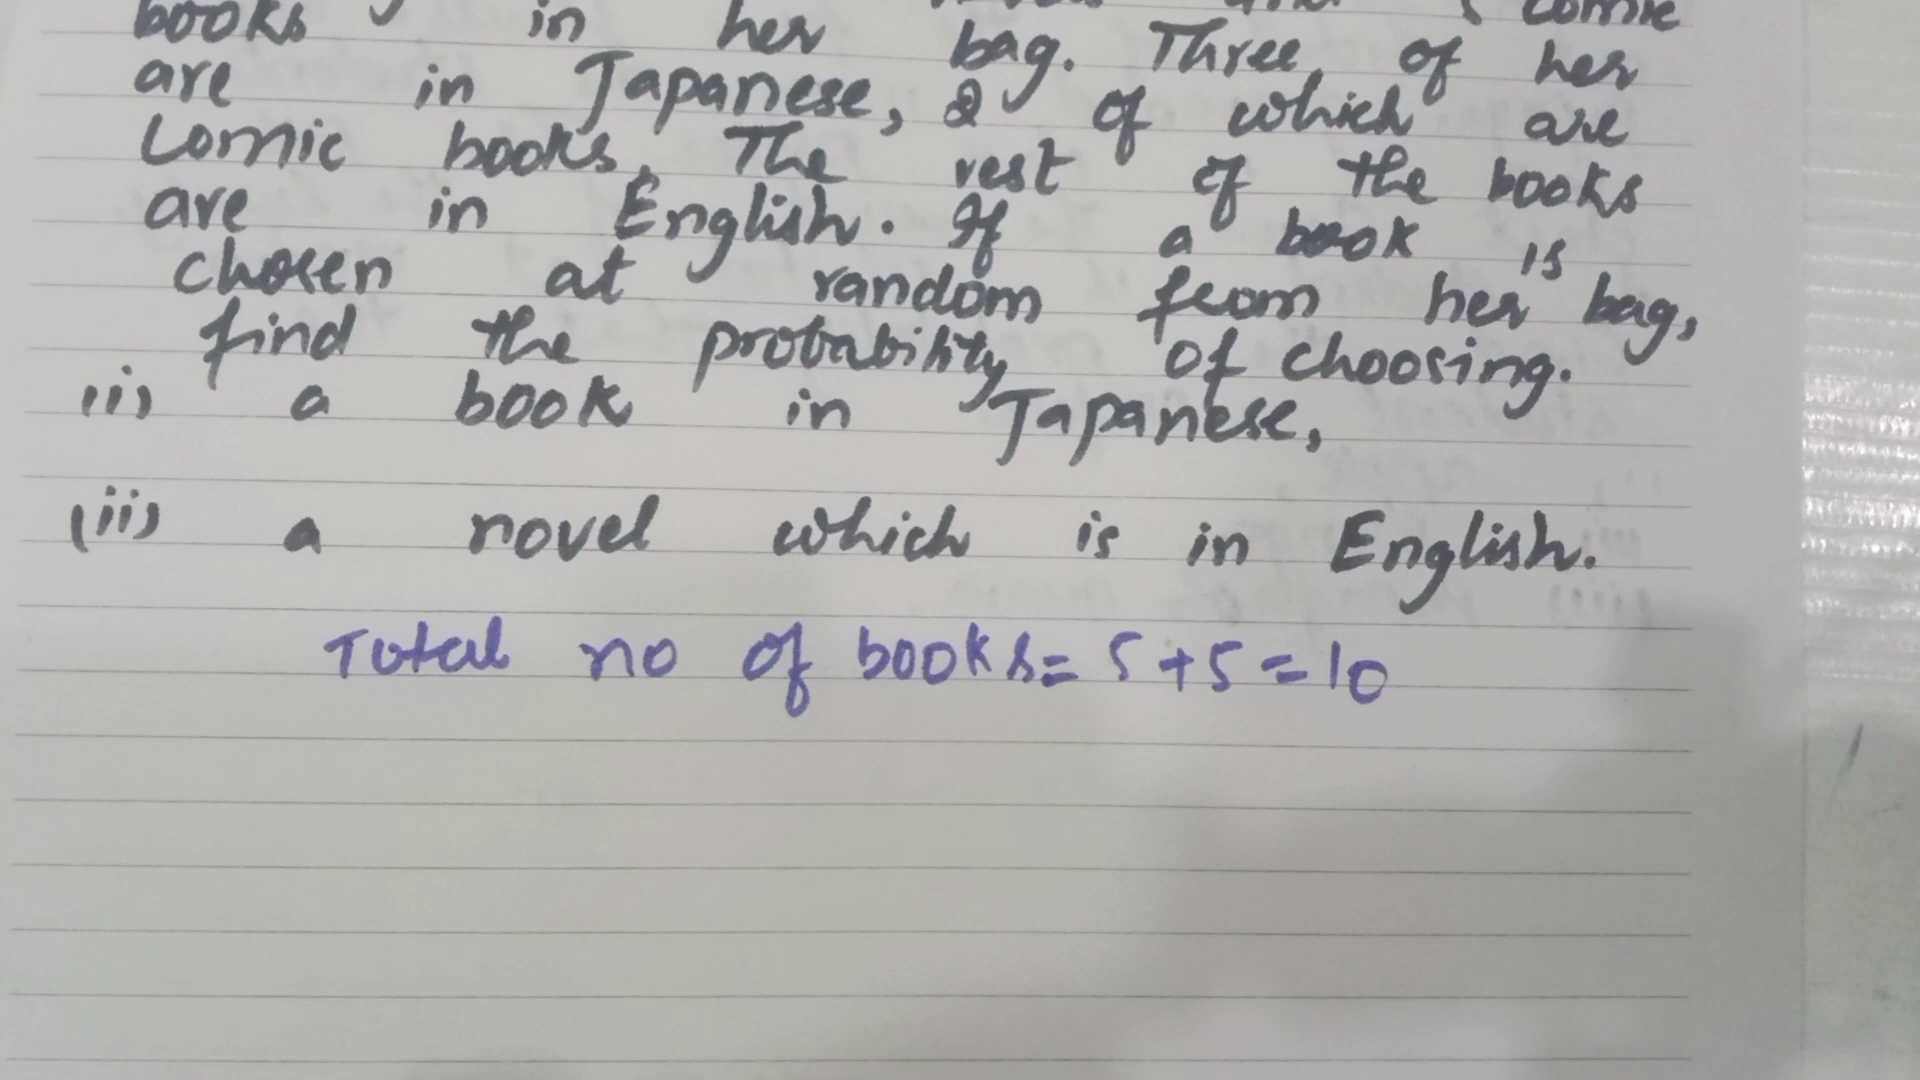 books in her bag. Three of her
are in Japanese, 2 of which are
Comic books. The rest of the books
are in English. If a book is
chosen at random from her bag,
find the probability of choosing.
(i) a book in Japanese,
(ii) a novel which is in English.
Total no of books = 5+5=10